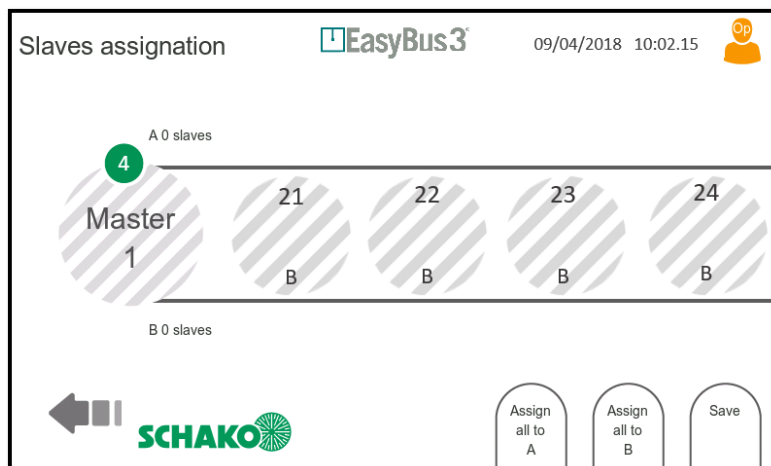 Slaves assignation
EasyBus3
09/04/2018 10:02.15
Op
A 0 slaves
4
Master
1
21
22
23
24
B
B
B
B
B 0 slaves
SCHAKO
Assign
all to
A
Assign
all to
B
Save